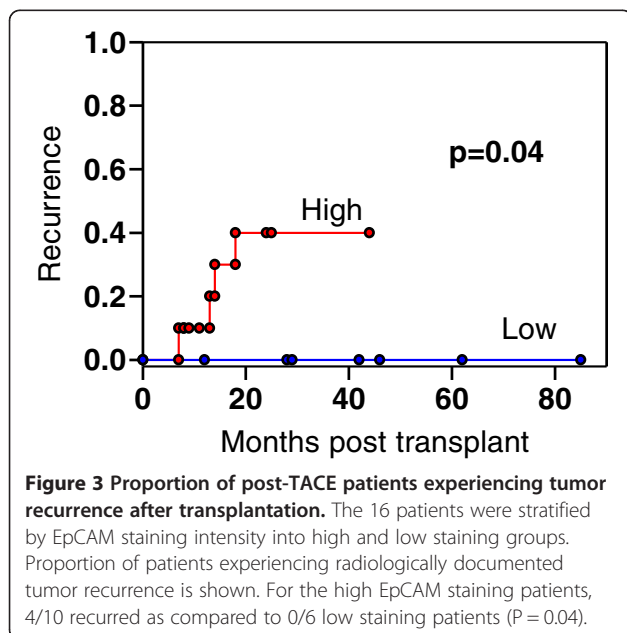 1.0
0.8
p=0.04
0.6
High
0.4
0.2
Low
0.0
0 20 40 60 80
Recurrence
Months post transplant
Figure 3 Proportion of post-TACE patients experiencing tumor
recurrence after transplantation. The 16 patients were stratified
by EpCAM staining intensity into high and low staining groups.
Proportion of patients experiencing radiologically documented
tumor recurrence is shown. For the high EpCAM staining patients,
4/10 recurred as compared to 0/6 low staining patients (P = 0.04).